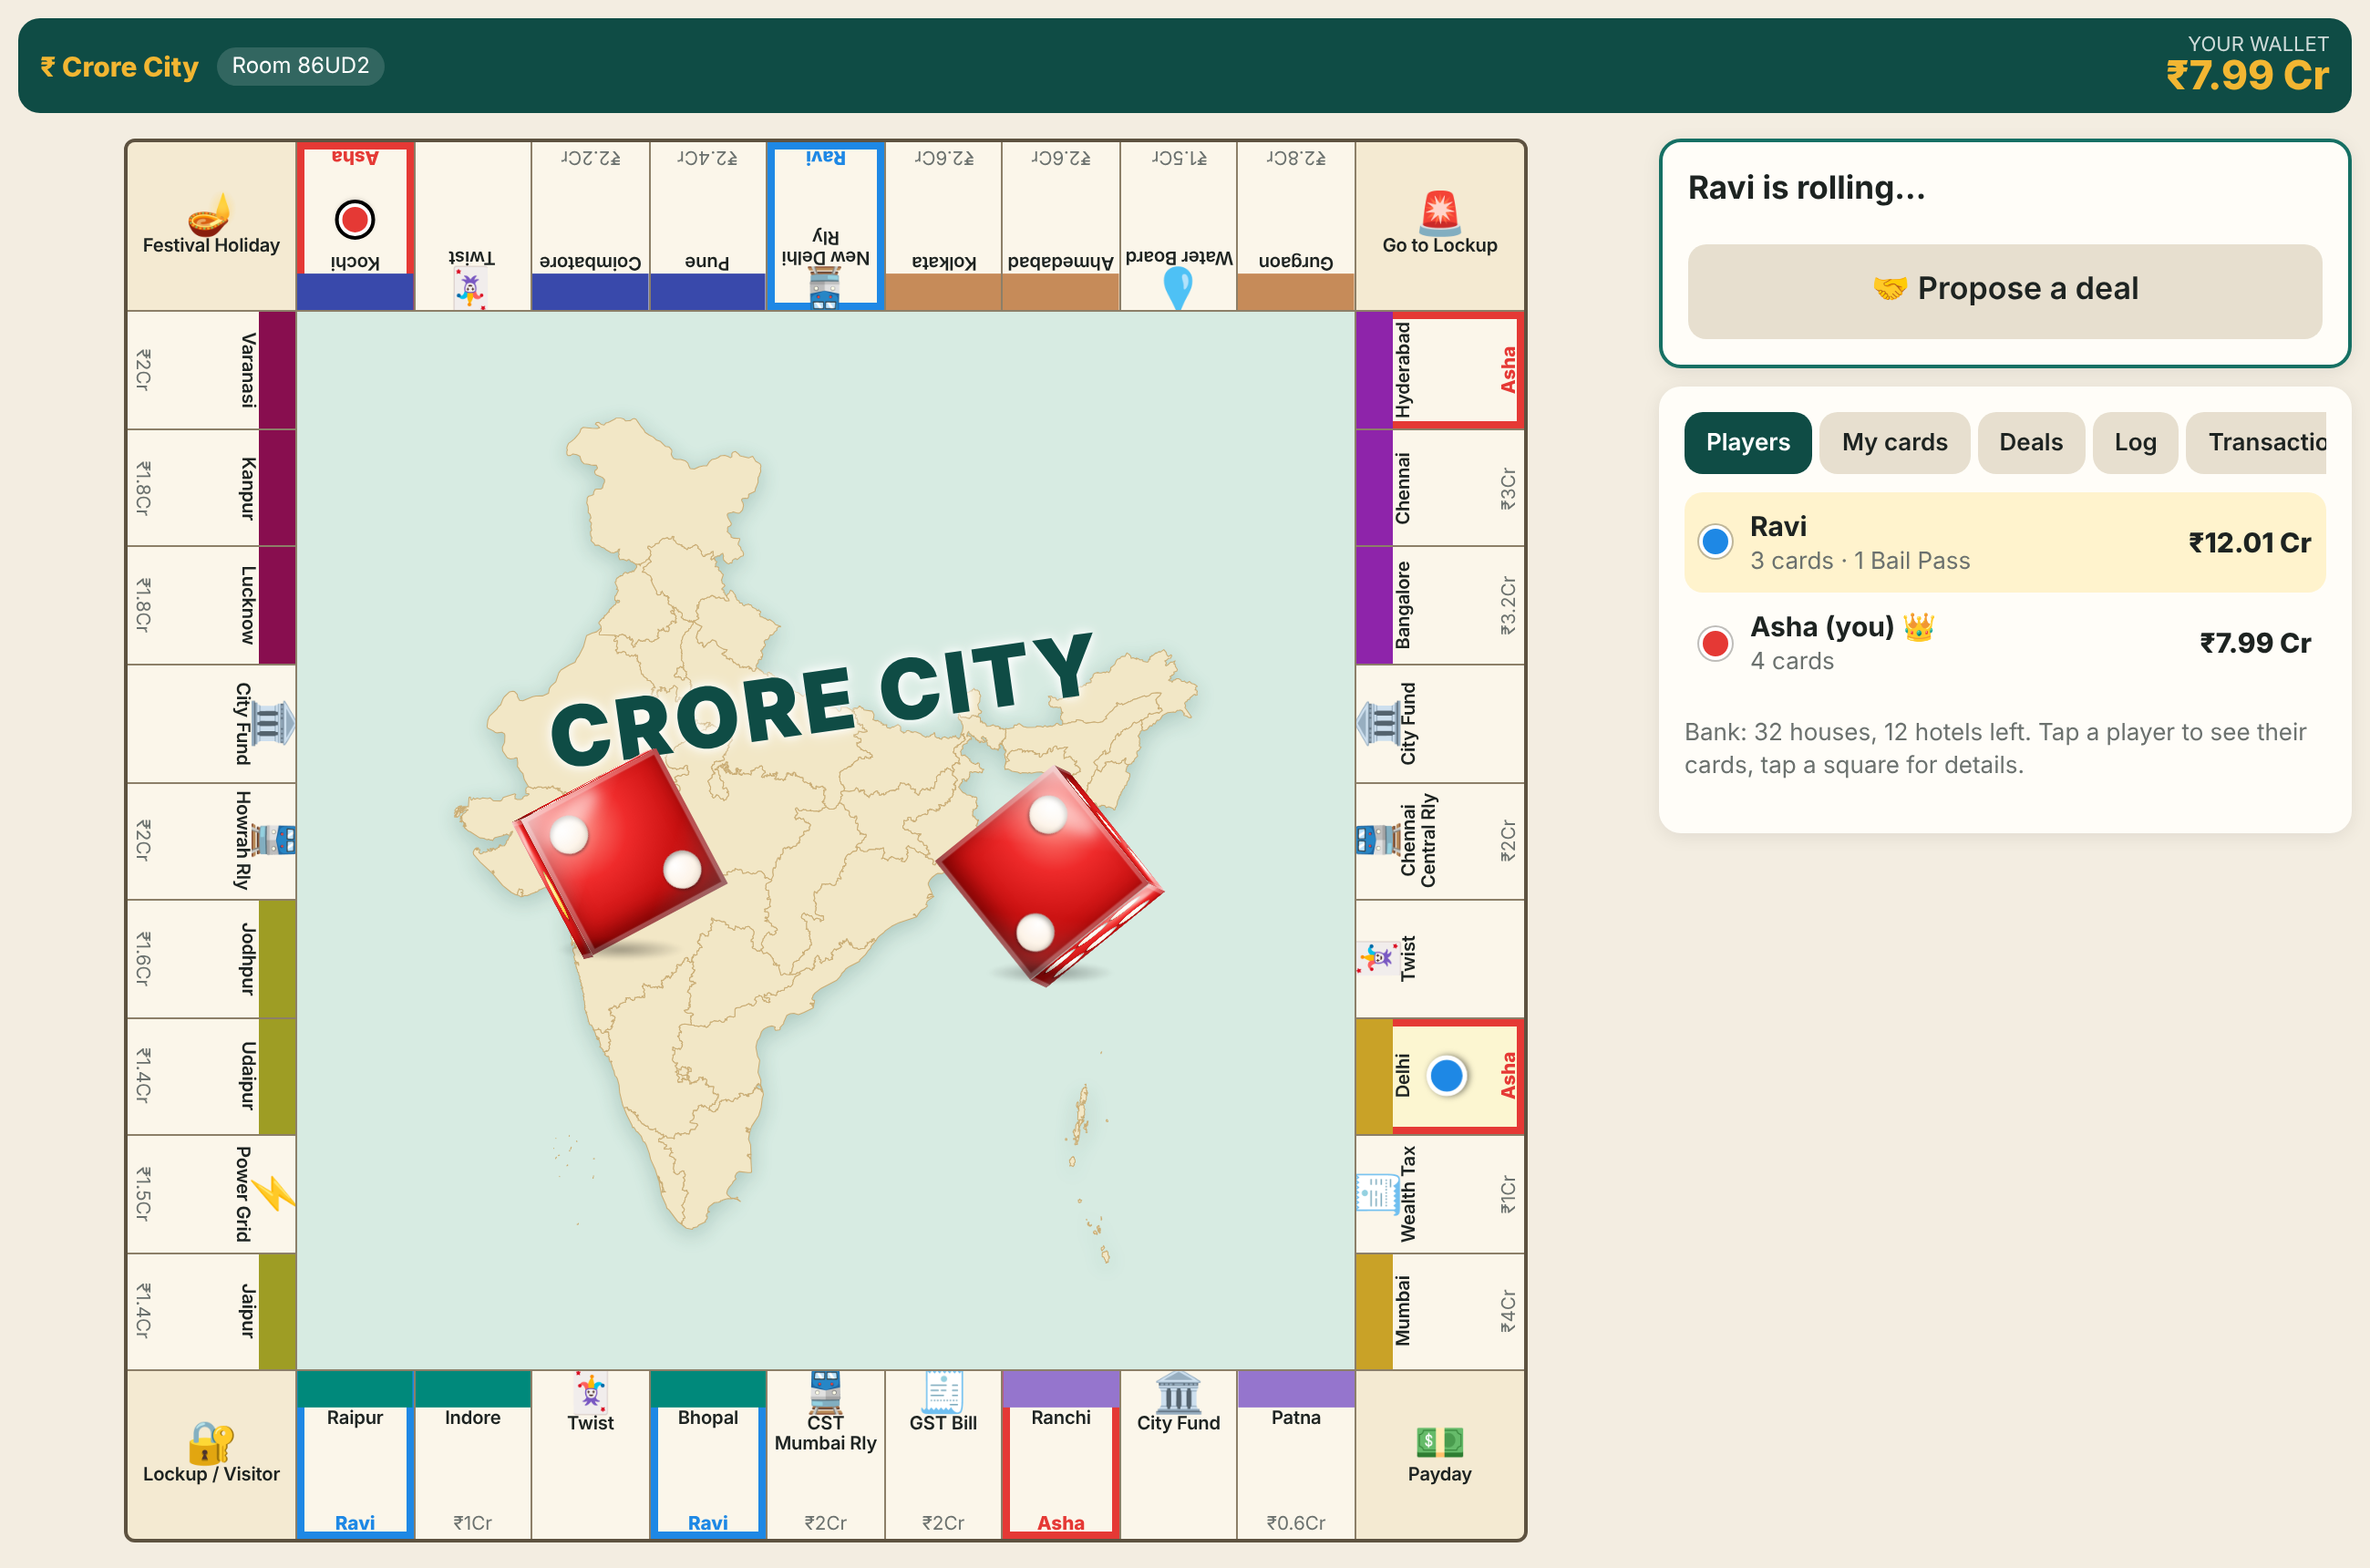 ₹ Crore City
Room 86UD2
YOUR WALLET
₹7.99 Cr
Festival Holiday
Asha
Kochi
Twist
₹2.2Cr
Coimbatore
₹2.4Cr
Pune
Ravi
New Delhi
Rly
₹2.6Cr
Kolkata
₹2.6Cr
Ahmedabad
₹1.5Cr
Water Board
₹2.8Cr
Gurgaon
Go to Lockup
Varanasi
₹2Cr
Kanpur
₹1.8Cr
Lucknow
₹1.8Cr
City Fund
Howrah Rly
₹2Cr
Jodhpur
₹1.6Cr
Udaipur
₹1.4Cr
Power Grid
₹1.5Cr
Jaipur
₹1.4Cr
CRORE CITY
Hyderabad
Asha
Chennai
₹3Cr
Bangalore
₹3.2Cr
City Fund
Chennai
Central Rly
₹2Cr
Twist
Delhi
Asha
Wealth Tax
₹1Cr
Mumbai
₹4Cr
Lockup / Visitor
Raipur
Ravi
Indore
₹1Cr
Twist
Bhopal
Ravi
CST
Mumbai Rly
₹2Cr
GST Bill
₹2Cr
Ranchi
Asha
City Fund
Patna
₹0.6Cr
Payday
Ravi is rolling...
🤝 Propose a deal
Players
My cards
Deals
Log
Transactio
Ravi
3 cards · 1 Bail Pass
₹12.01 Cr
Asha (you) 👑
4 cards
₹7.99 Cr
Bank: 32 houses, 12 hotels left. Tap a player to see their
cards, tap a square for details.